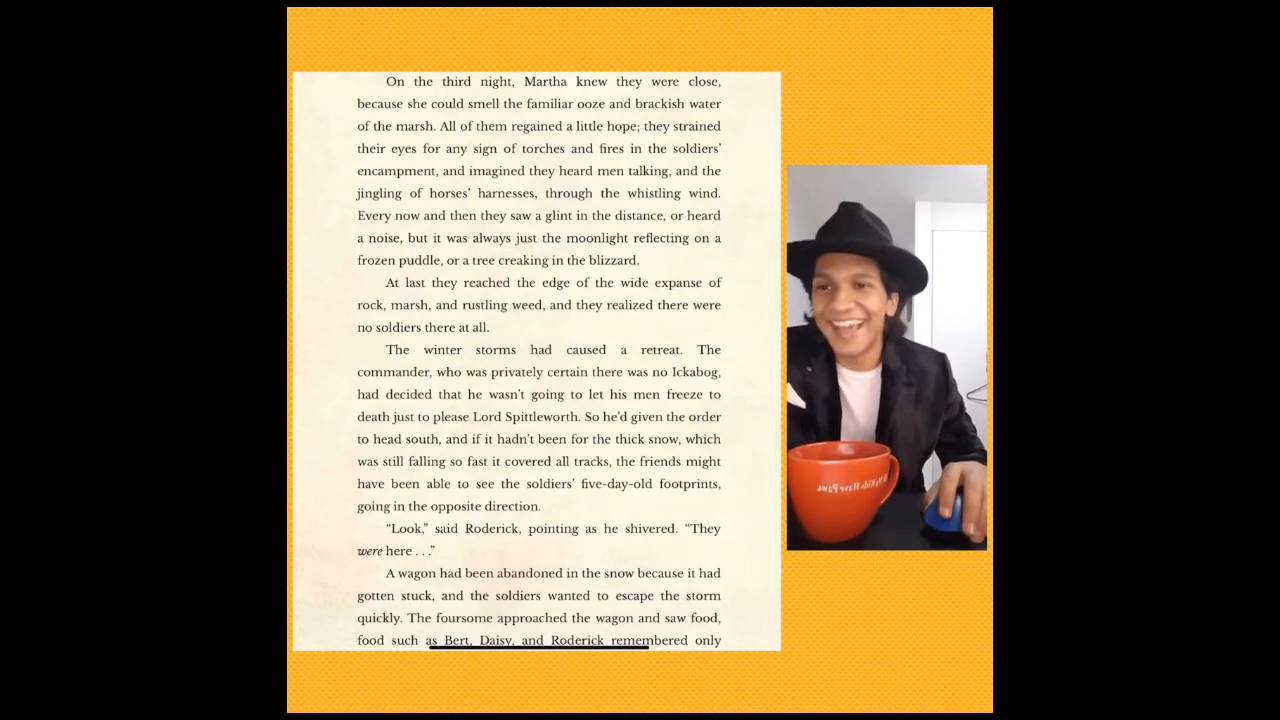 On the third night, Martha knew they were close,
because she could smell the familiar ooze and brackish water
of the marsh. All of them regained a little hope; they strained
their eyes for any sign of torches and fires in the soldiers’
encampment, and imagined they heard men talking, and the
jingling of horses’ harnesses, through the whistling wind.
Every now and then they saw a glint in the distance, or heard
a noise, but it was always just the moonlight reflecting on a
frozen puddle, or a tree creaking in the blizzard.
At last they reached the edge of the wide expanse of
rock, marsh, and rustling weed, and they realized there were
no soldiers there at all.
The winter storms had caused a retreat. The
commander, who was privately certain there was no Ickabog,
had decided that he wasn’t going to let his men freeze to
death just to please Lord Spittleworth. So he’d given the order
to head south, and if it hadn’t been for the thick snow, which
was still falling so fast it covered all tracks, the friends might
have been able to see the soldiers’ five-day-old footprints,
going in the opposite direction.
“Look,” said Roderick, pointing as he shivered. “They
were here . . .”
A wagon had been abandoned in the snow because it had
gotten stuck, and the soldiers wanted to escape the storm
quickly. The foursome approached the wagon and saw food,
food such as Bert, Daisy, and Roderick remembered only
My Kids Have Paws